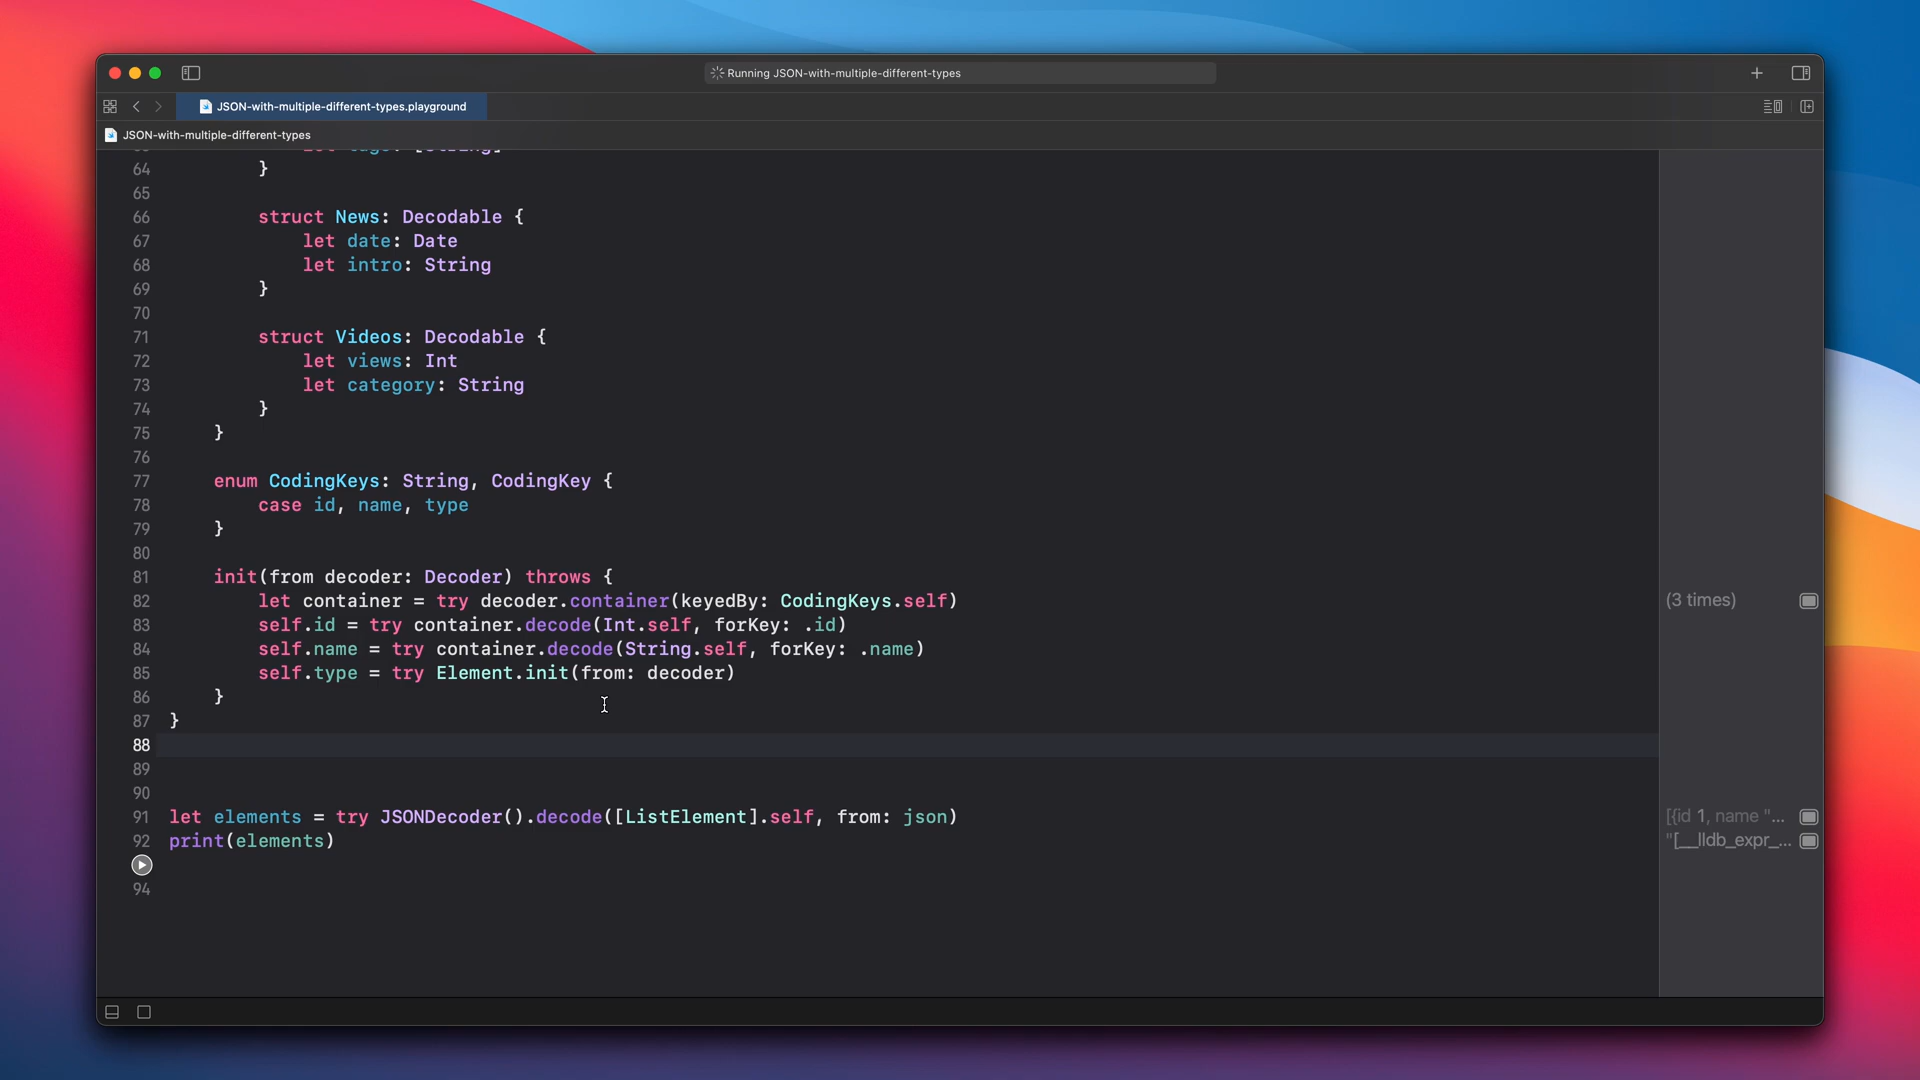 Running JSON-with-multiple-different-types
JSON-with-multiple-different-types.playground
JSON-with-multiple-different-types
64 }
65
66 struct News: Decodable {
67 let date: Date
68 let intro: String
69 }
70
71 struct Videos: Decodable {
72 let views: Int
73 let category: String
74 }
75 }
76
77 enum CodingKeys: String, CodingKey {
78 case id, name, type
79 }
80
81 init(from decoder: Decoder) throws {
82 let container = try decoder.container(keyedBy: CodingKeys.self) (3 times)
83 self.id = try container.decode(Int.self, forKey: .id)
84 self.name = try container.decode(String.self, forKey: .name)
85 self.type = try Element.init(from: decoder)
86 }
87 }
88
89
90
91 let elements = try JSONDecoder().decode([ListElement].self, from: json) [{id 1, name "...
92 print(elements) "[__lldb_expr_...
94